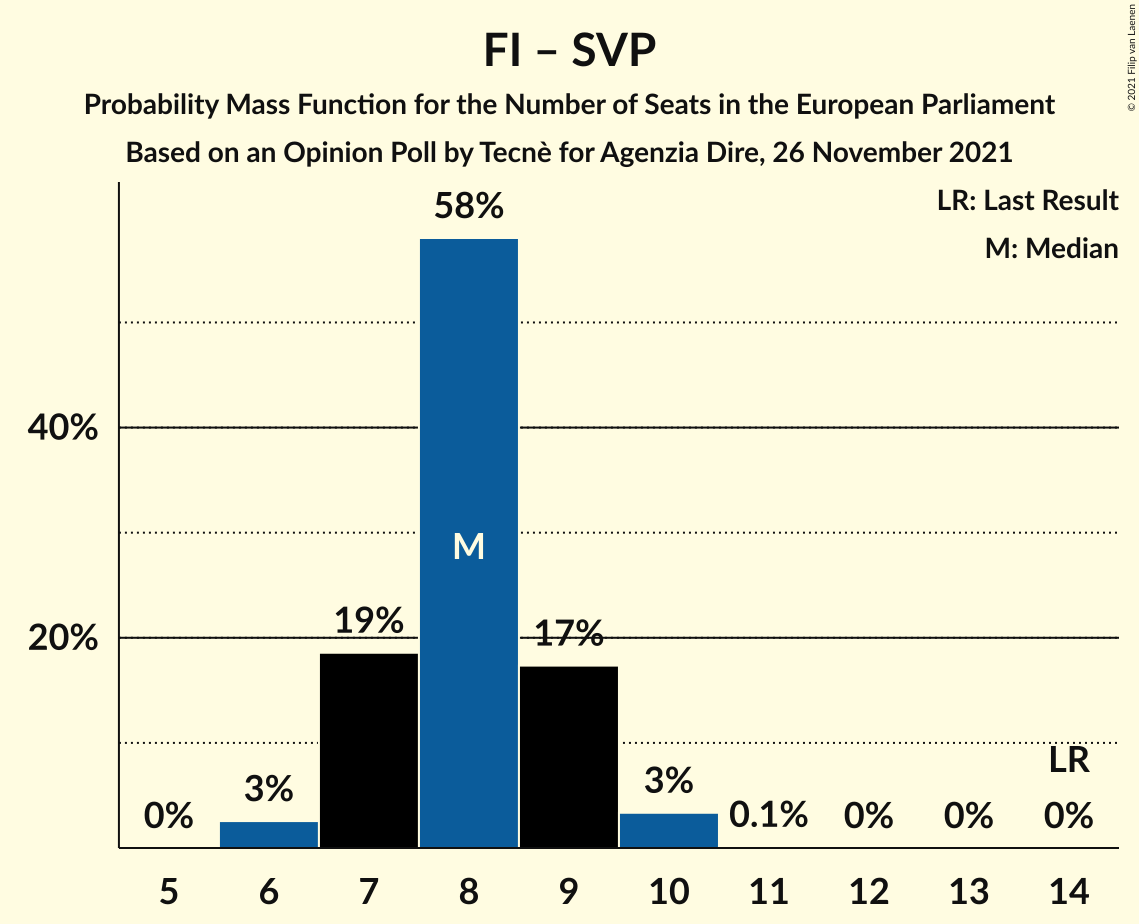 FI – SVP
Probability Mass Function for the Number of Seats in the European Parliament
Based on an Opinion Poll by Tecnè for Agenzia Dire, 26 November 2021
© 2021 Filip van Laenen
LR: Last Result
M: Median
58%
40%
M
19%
17%
20%
LR
3%
3%
0%
0.1%
0%
0%
0%
5 6 7 8 9 10 11 12 13 14